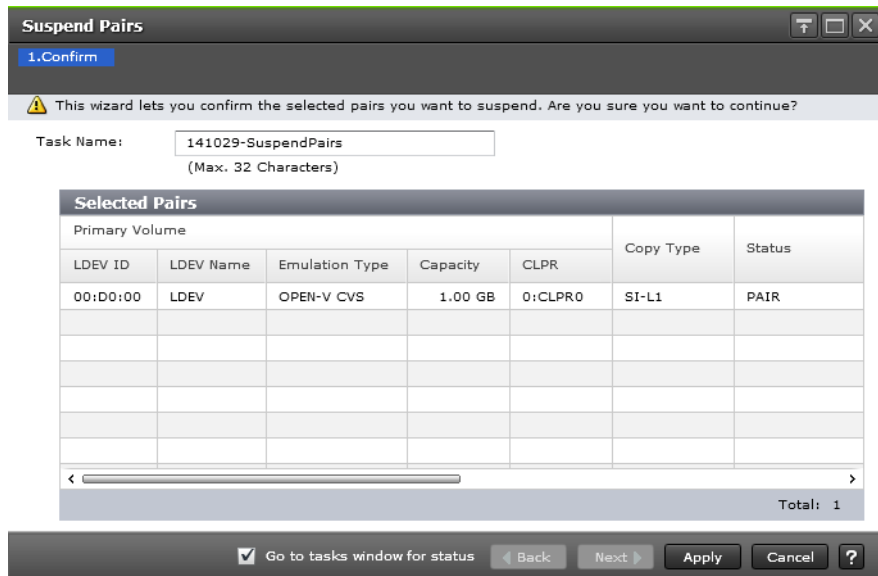 Suspend Pairs
1.Confirm
This wizard lets you confirm the selected pairs you want to suspend. Are you sure you want to continue?
Task Name: 141029-SuspendPairs
(Max. 32 Characters)
Selected Pairs
Primary Volume Copy Type Status
LDEV ID LDEV Name Emulation Type Capacity CLPR
00:D0:00 LDEV OPEN-V CVS 1.00 GB 0:CLPR0 SI-L1 PAIR
Total: 1
Go to tasks window for status Back Next Apply Cancel ?